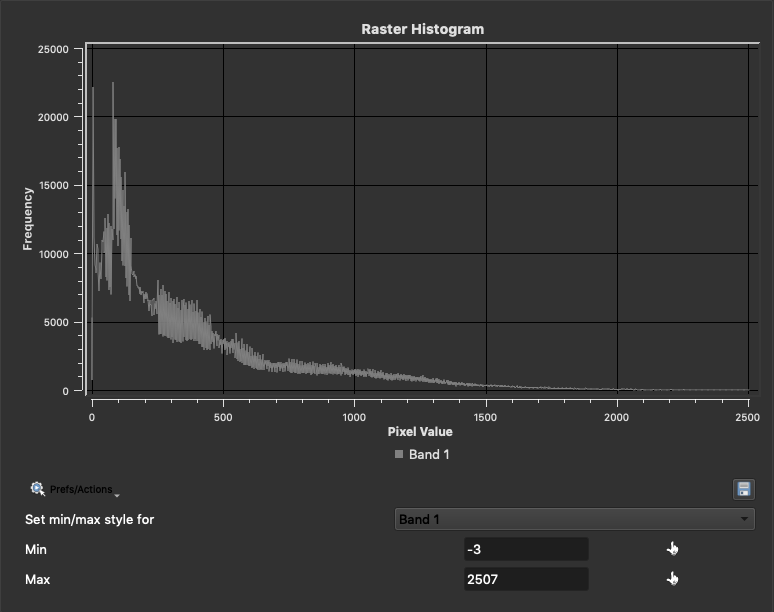 Raster Histogram
25000
20000
15000
10000
5000
0
Frequency
0 500 1000 1500 2000 2500
Pixel Value
Band 1
Prefs/Actions
Set min/max style for Band 1
Min -3
Max 2507